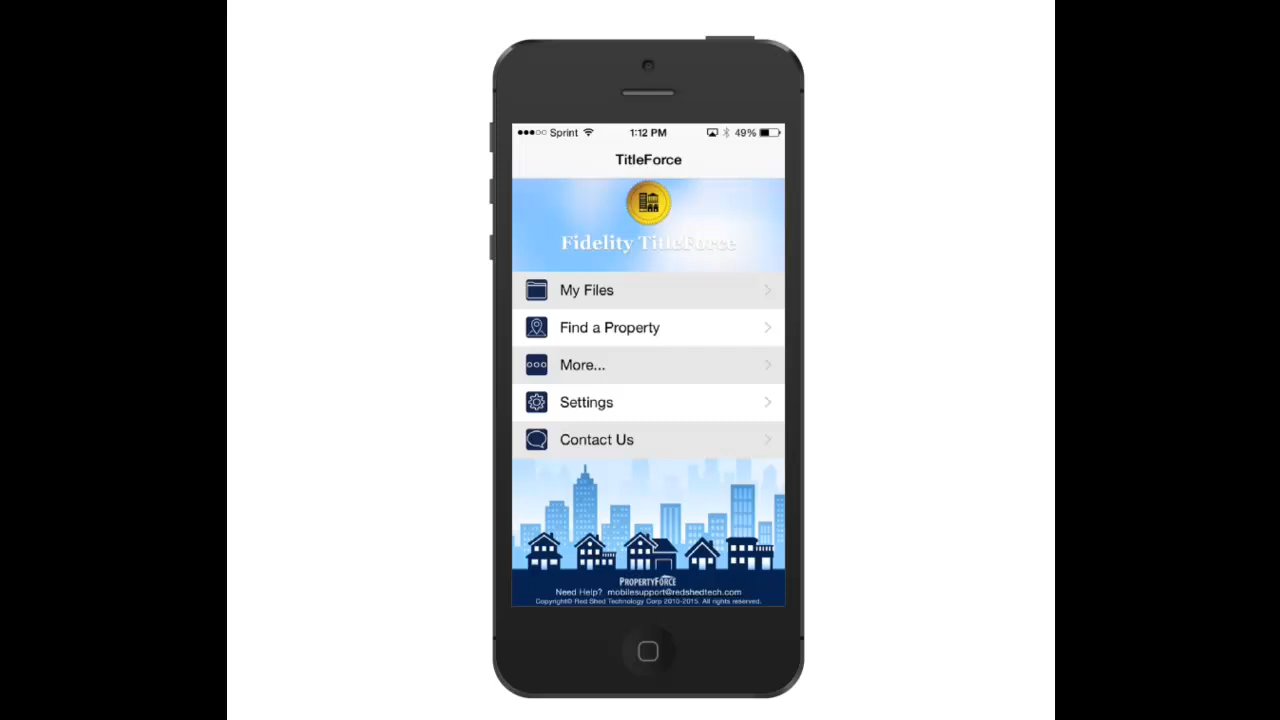 Sprint 1:12 PM 49%
TitleForce
Fidelity TitleForce
My Files
Find a Property
More...
Settings
Contact Us
PROPERTYFORCE
Need Help? mobilesupport@redshedtech.com
Copyright© Red Shed Technology Corp 2010-2015. All rights reserved.